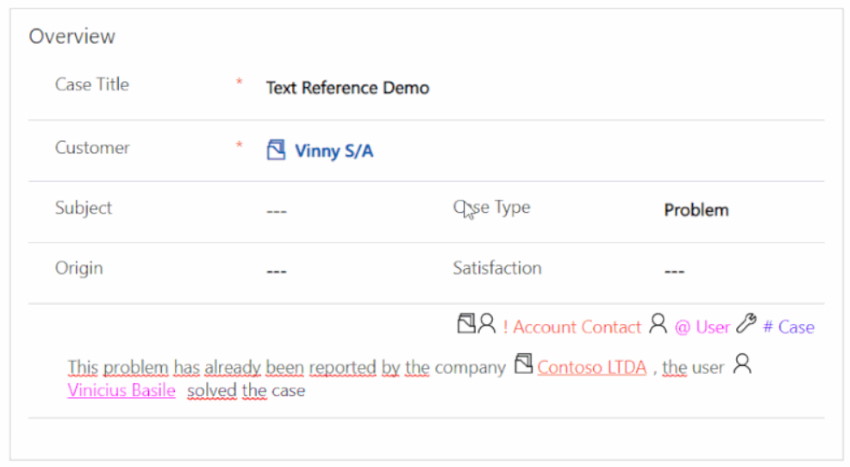 Overview
Case Title * Text Reference Demo
Customer * Vinny S/A
Subject --- Case Type Problem
Origin --- Satisfaction ---
! Account Contact @ User # Case
This problem has already been reported by the company Contoso LTDA , the user
Vinicius Basile solved the case